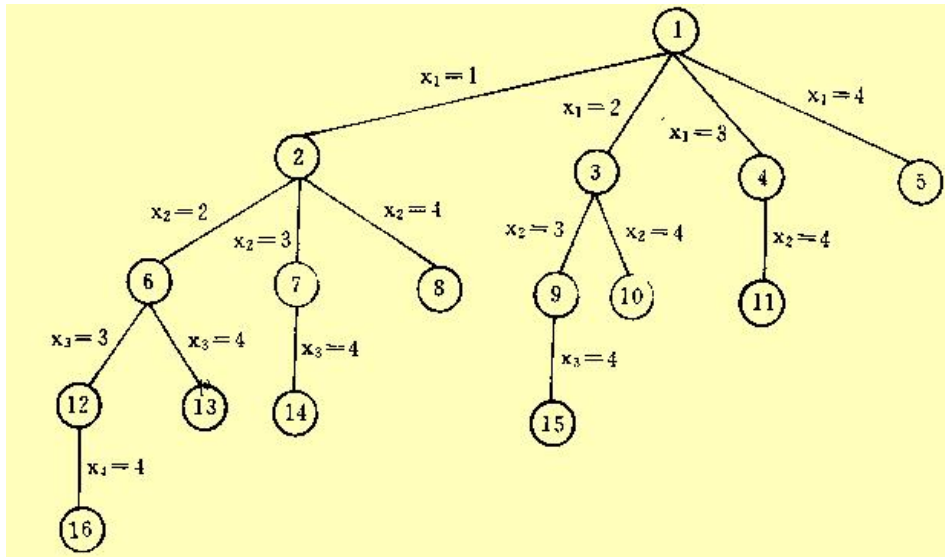 1
x₁=1
x₁=2
x₁=3
x₁=4
2
3
4
5
x₂=2
x₂=3
x₂=4
x₂=3
x₂=4
x₂=4
6
7
8
9
10
11
x₃=3
x₃=4
x₃=4
x₃=4
12
13
14
15
x₄=4
16